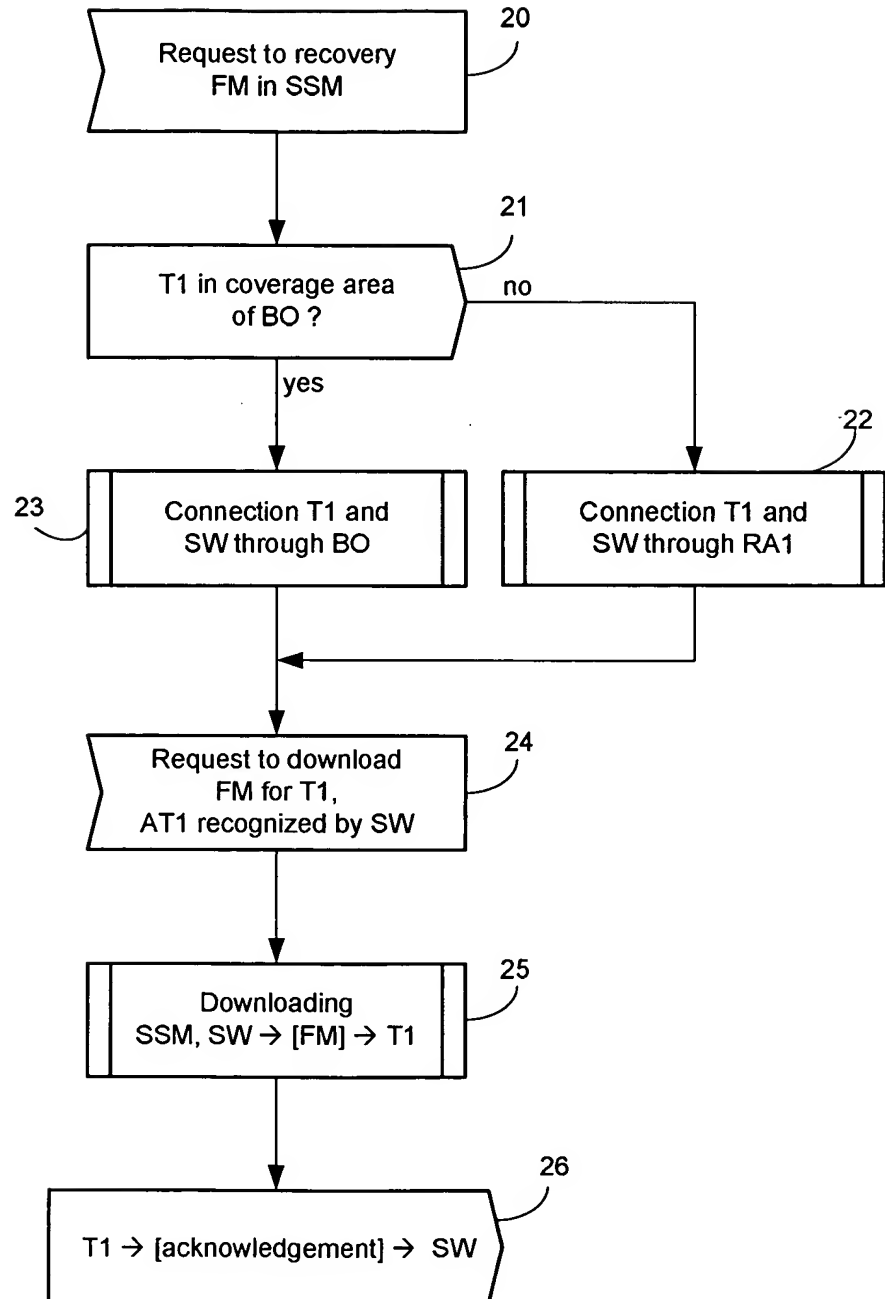 20
Request to recovery
FM in SSM
21
T1 in coverage area
of BO ?
no
yes
22
23
Connection T1 and
SW through BO
Connection T1 and
SW through RA1
24
Request to download
FM for T1,
AT1 recognized by SW
25
Downloading
SSM, SW → [FM] → T1
26
T1 → [acknowledgement] → SW